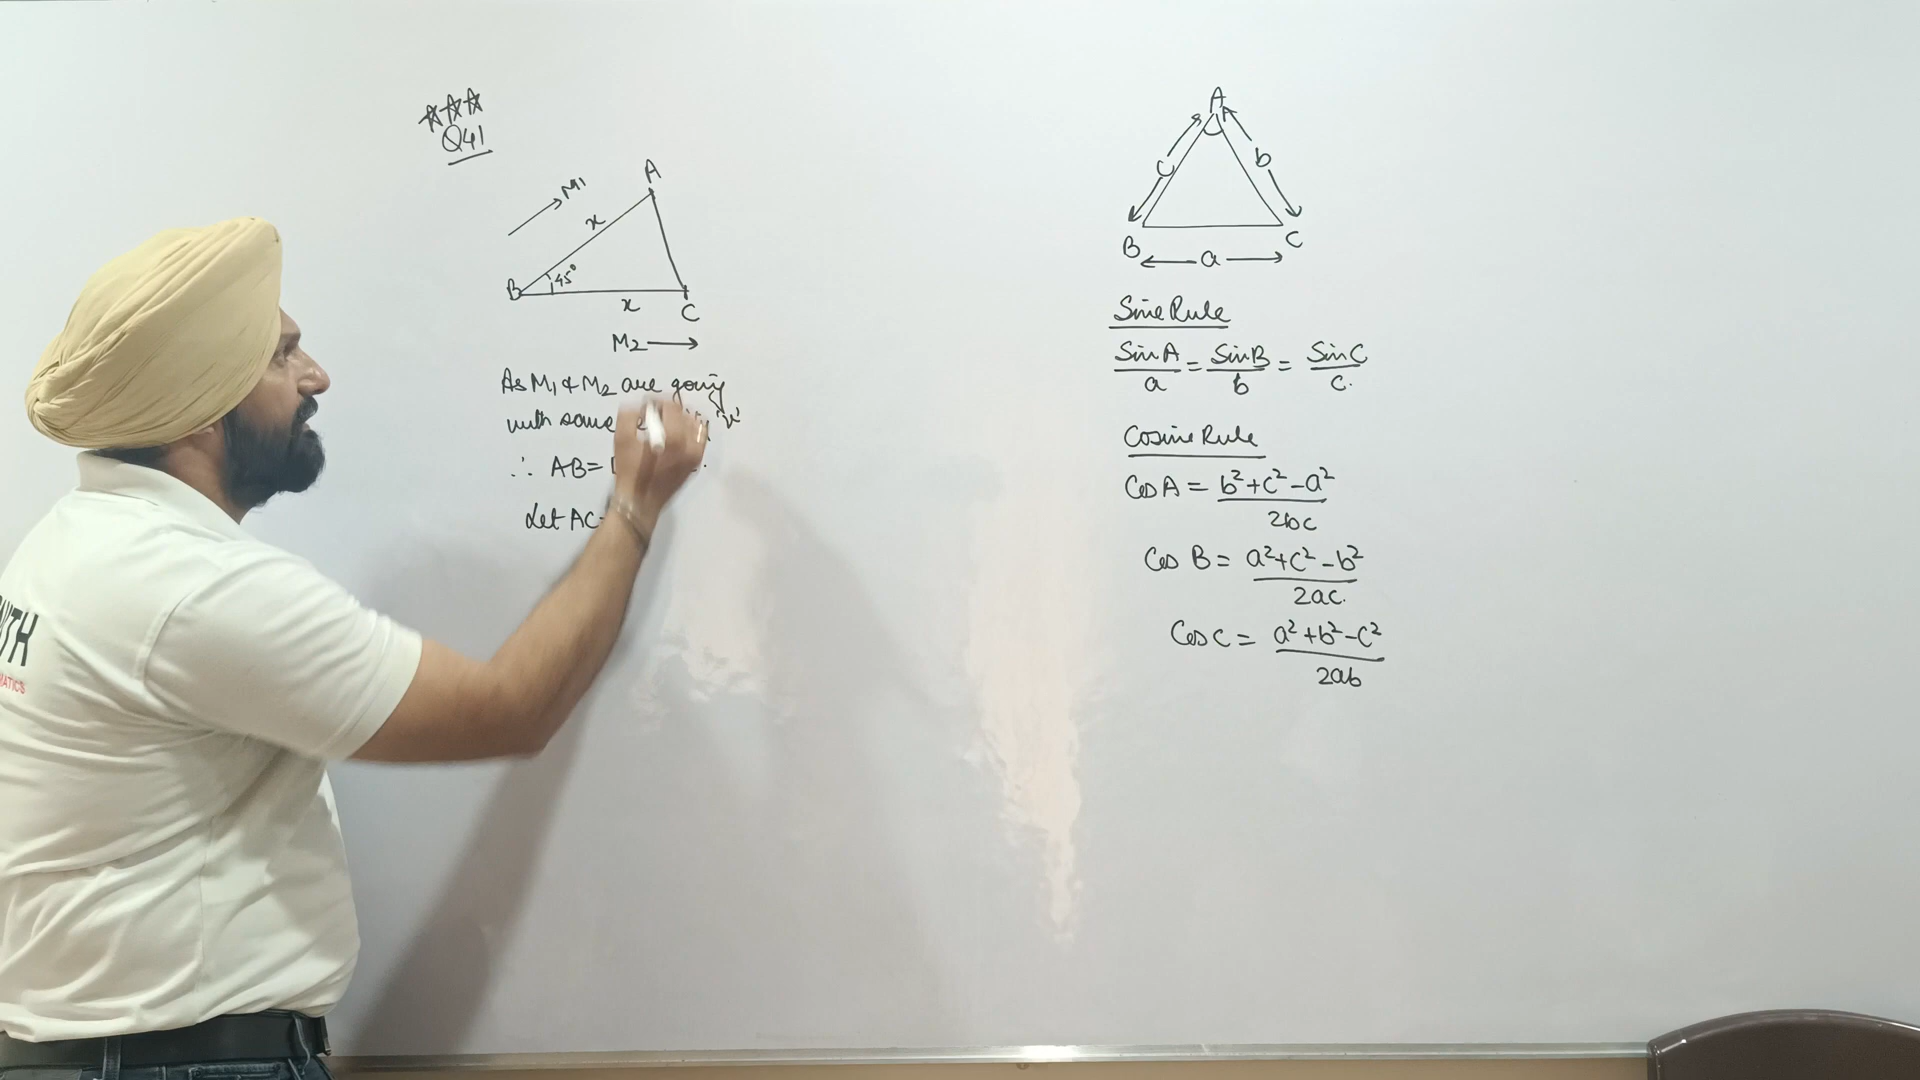 ☆☆☆
Q41
A
M1
x
45°
B
x
C
M2 →
As M1 & M2 are going
with same 'v'
∴ AB =
Let AC
A
A
c
b
B
C
← a →
Sine Rule
SinA/a = SinB/b = SinC/c.
Cosine Rule
Cos A = b²+c²-a²/2bc
Cos B = a²+c²-b²/2ac.
Cos C = a²+b²-c²/2ab